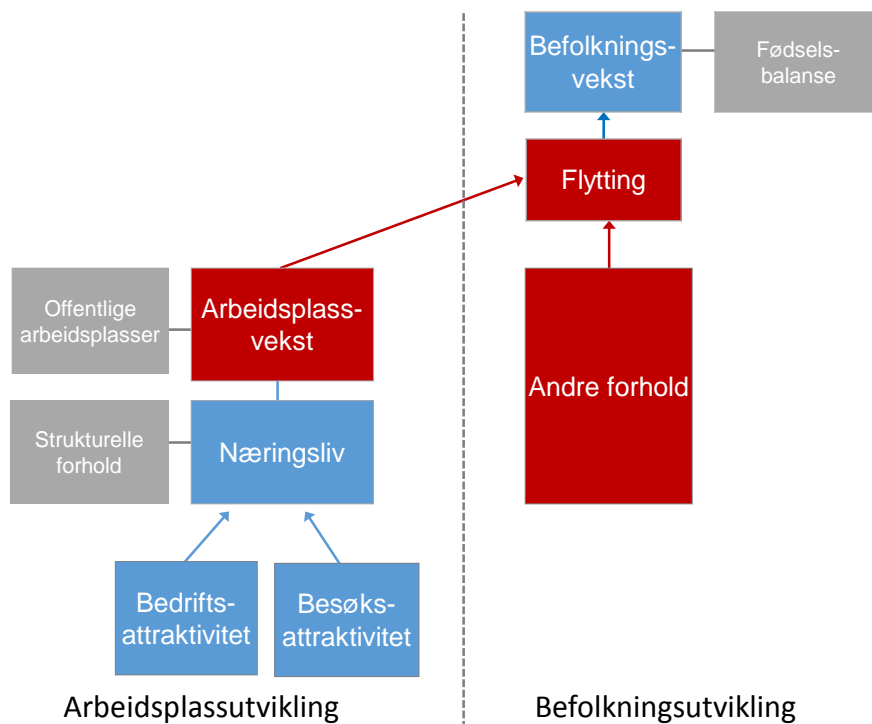 Befolknings-
vekst
Fødsels-
balanse
Flytting
Offentlige
arbeidsplasser
Arbeidsplass-
vekst
Andre forhold
Strukturelle
forhold
Næringsliv
Bedrifts-
attraktivitet
Besøks-
attraktivitet
Arbeidsplassutvikling
Befolkningsutvikling